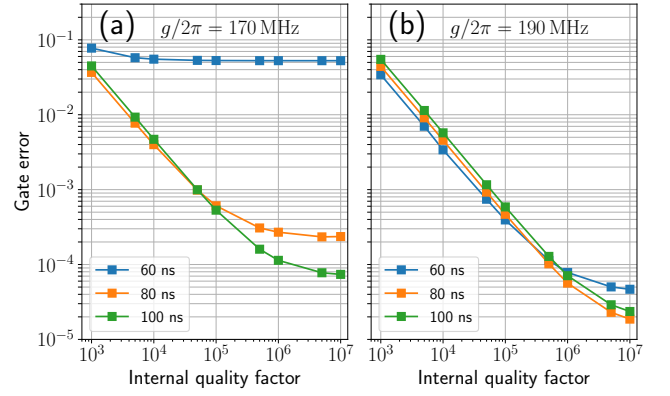 (a) g/2π = 170 MHz
(b) g/2π = 190 MHz
Gate error
10⁻¹
10⁻²
10⁻³
10⁻⁴
10⁻⁵
60 ns
80 ns
100 ns
60 ns
80 ns
100 ns
10³ 10⁴ 10⁵ 10⁶ 10⁷
10³ 10⁴ 10⁵ 10⁶ 10⁷
Internal quality factor
Internal quality factor